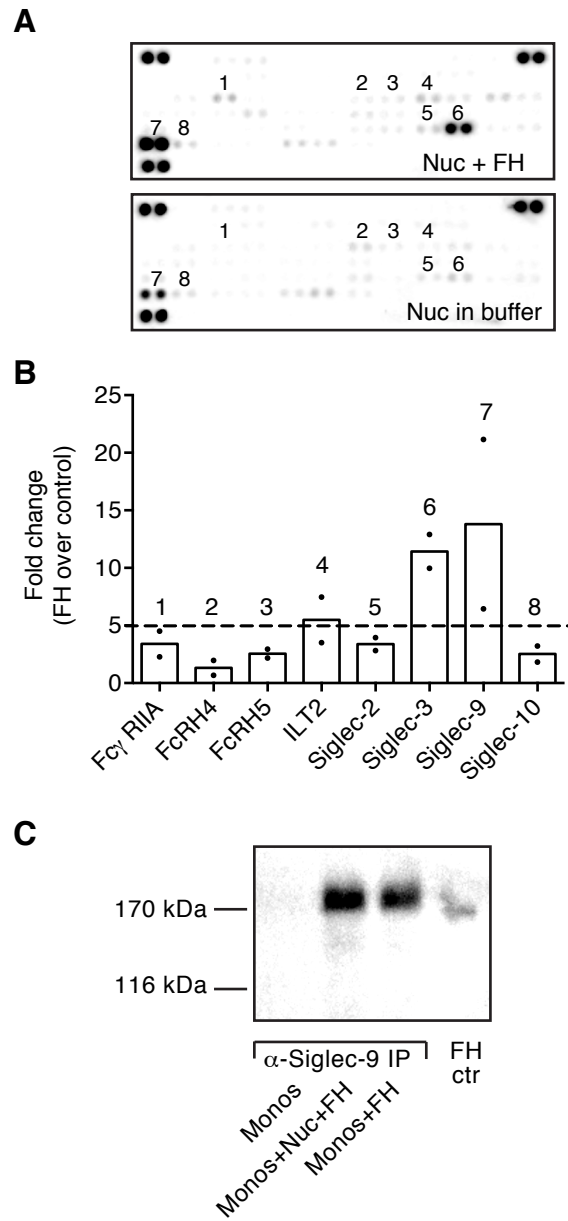 A
1 2 3 4
5 6
7 8
Nuc + FH
1 2 3 4
5 6
7 8
Nuc in buffer
B
Fold change
(FH over control)
25
20
15
10
5
0
1 2 3 4 5 6 7 8
Fcγ RIIA
FcRH4
FcRH5
ILT2
Siglec-2
Siglec-3
Siglec-9
Siglec-10
C
170 kDa
116 kDa
α-Siglec-9 IP
FH
ctr
Monos
Monos+Nuc+FH
Monos+FH